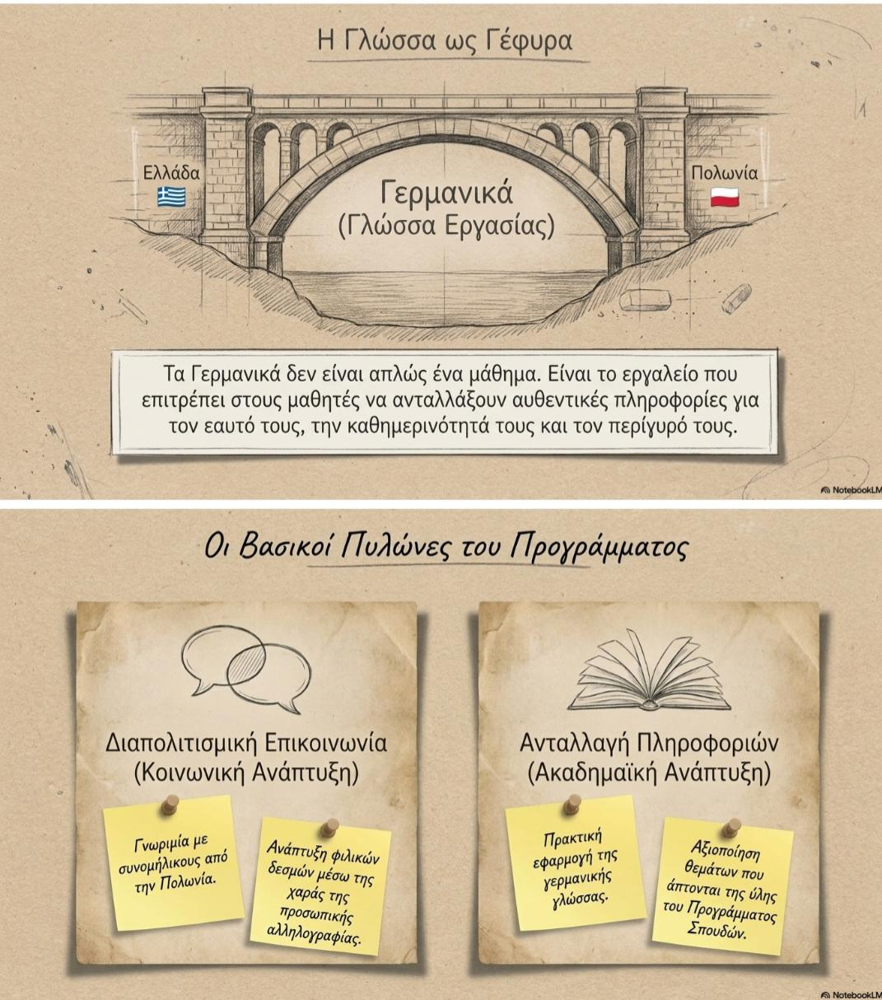 Η Γλώσσα ως Γέφυρα
Ελλάδα
Πολωνία
Γερμανικά
(Γλώσσα Εργασίας)
Τα Γερμανικά δεν είναι απλώς ένα μάθημα. Είναι το εργαλείο που
επιτρέπει στους μαθητές να ανταλλάξουν αυθεντικές πληροφορίες για
τον εαυτό τους, την καθημερινότητά τους και τον περίγυρό τους.
NotebookLM
Οι Βασικοί Πυλώνες του Προγράμματος
Διαπολιτισμική Επικοινωνία
(Κοινωνική Ανάπτυξη)
Γνωριμία με
συνομήλικους από
την Πολωνία.
Ανάπτυξη φιλικών
δεσμών μέσω της
χαράς της
προσωπικής
αλληλογραφίας.
Ανταλλαγή Πληροφοριών
(Ακαδημαϊκή Ανάπτυξη)
Πρακτική
εφαρμογή της
γερμανικής
γλώσσας.
Αξιοποίηση
θεμάτων που
άπτονται της ύλης
του Προγράμματος
Σπουδών.
NotebookLM